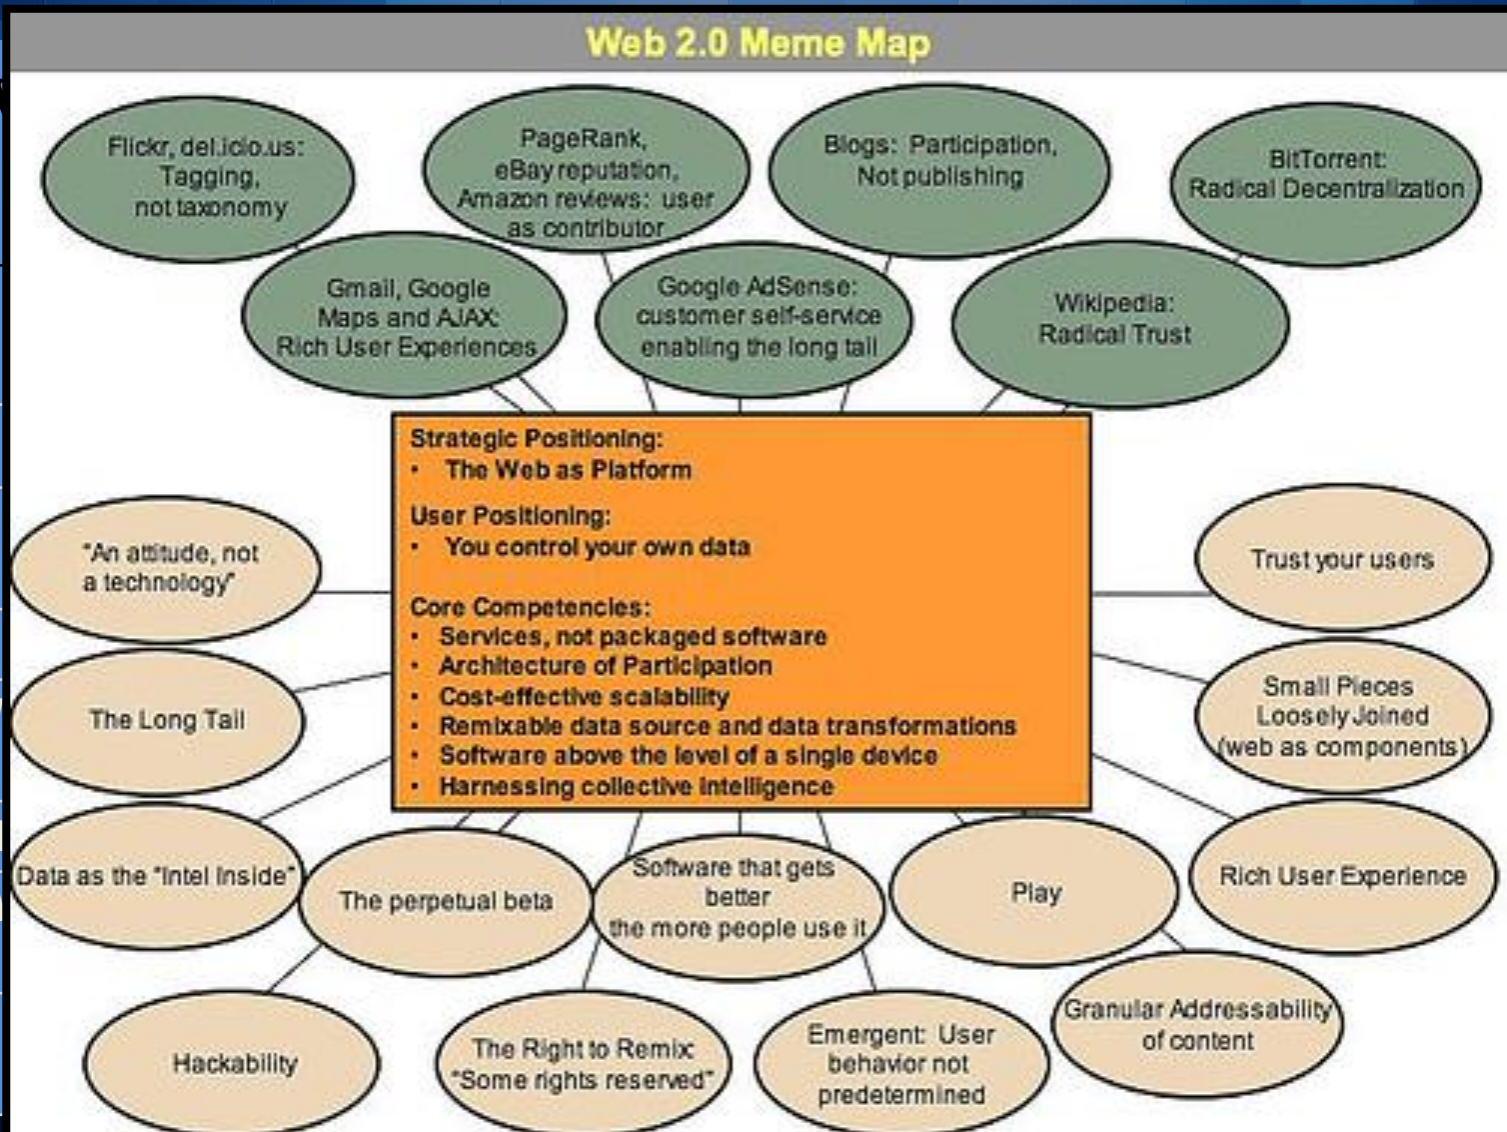 Web 2.0 Meme Map
Flickr, del.icio.us:
Tagging,
not taxonomy
PageRank,
eBay reputation,
Amazon reviews: user
as contributor
Blogs: Participation,
Not publishing
BitTorrent:
Radical Decentralization
Gmail, Google
Maps and AJAX:
Rich User Experiences
Google AdSense:
customer self-service
enabling the long tail
Wikipedia:
Radical Trust
Strategic Positioning:
• The Web as Platform
User Positioning:
• You control your own data
Core Competencies:
• Services, not packaged software
• Architecture of Participation
• Cost-effective scalability
• Remixable data source and data transformations
• Software above the level of a single device
• Harnessing collective intelligence
"An attitude, not
a technology"
Trust your users
The Long Tail
Small Pieces
Loosely Joined
(web as components)
Data as the "Intel Inside"
The perpetual beta
Software that gets
better
the more people use it
Play
Rich User Experience
Hackability
The Right to Remix:
"Some rights reserved"
Emergent: User
behavior not
predetermined
Granular Addressability
of content